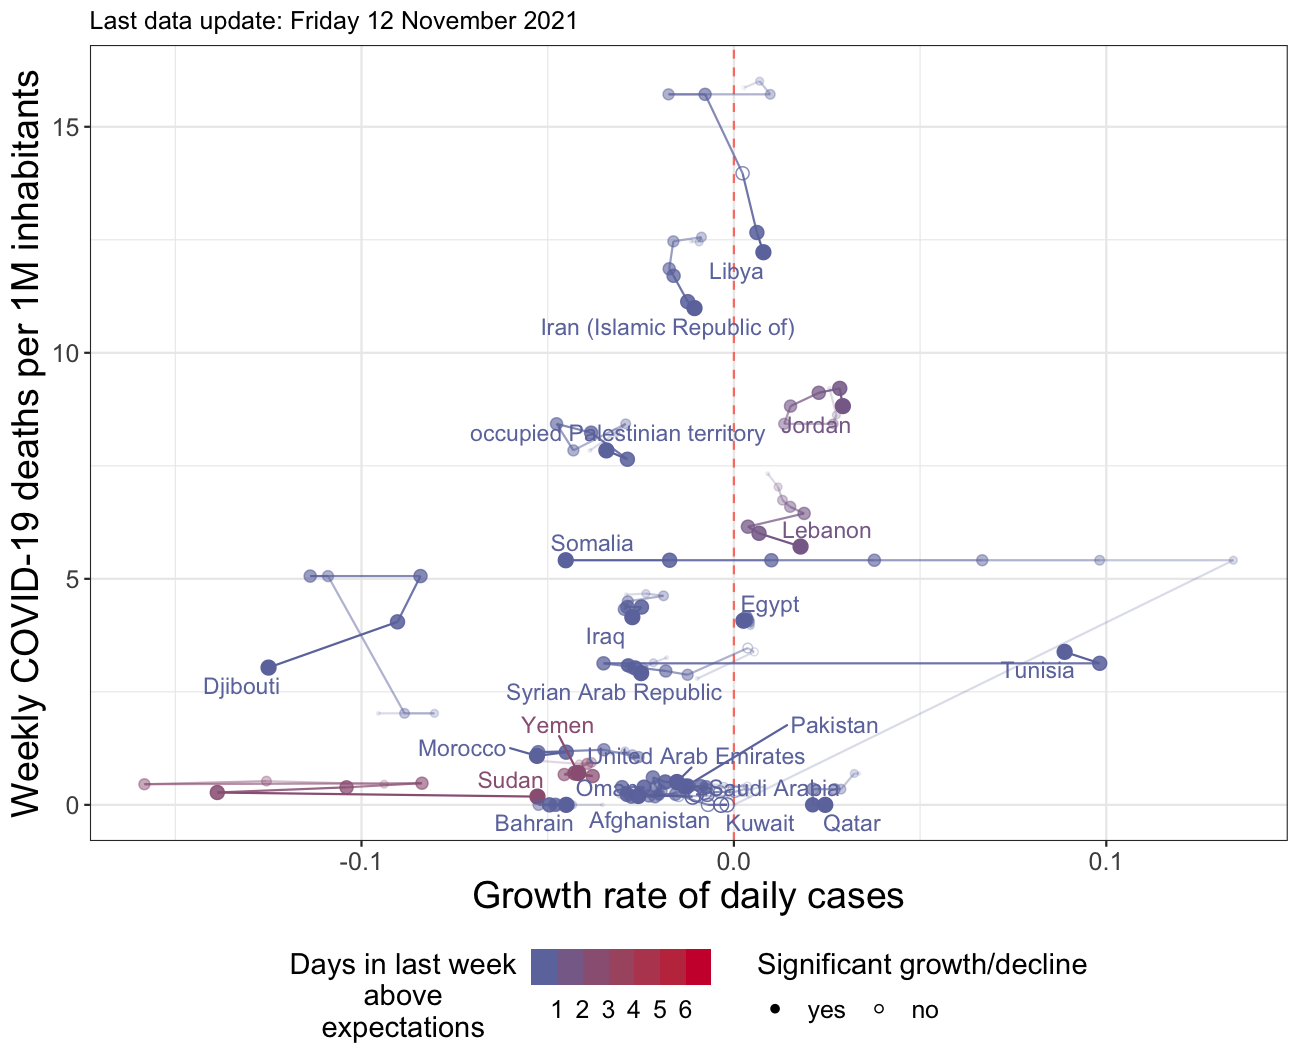 Last data update: Friday 12 November 2021
Weekly COVID-19 deaths per 1M inhabitants
15
10
5
0
Libya
Iran (Islamic Republic of)
Jordan
occupied Palestinian territory
Lebanon
Somalia
Egypt
Iraq
Tunisia
Djibouti
Syrian Arab Republic
Yemen
Pakistan
Morocco
United Arab Emirates
Sudan
Oman
Saudi Arabia
Bahrain
Afghanistan
Kuwait
Qatar
-0.1
0.0
0.1
Growth rate of daily cases
Days in last week
above
expectations
1 2 3 4 5 6
Significant growth/decline
yes
no